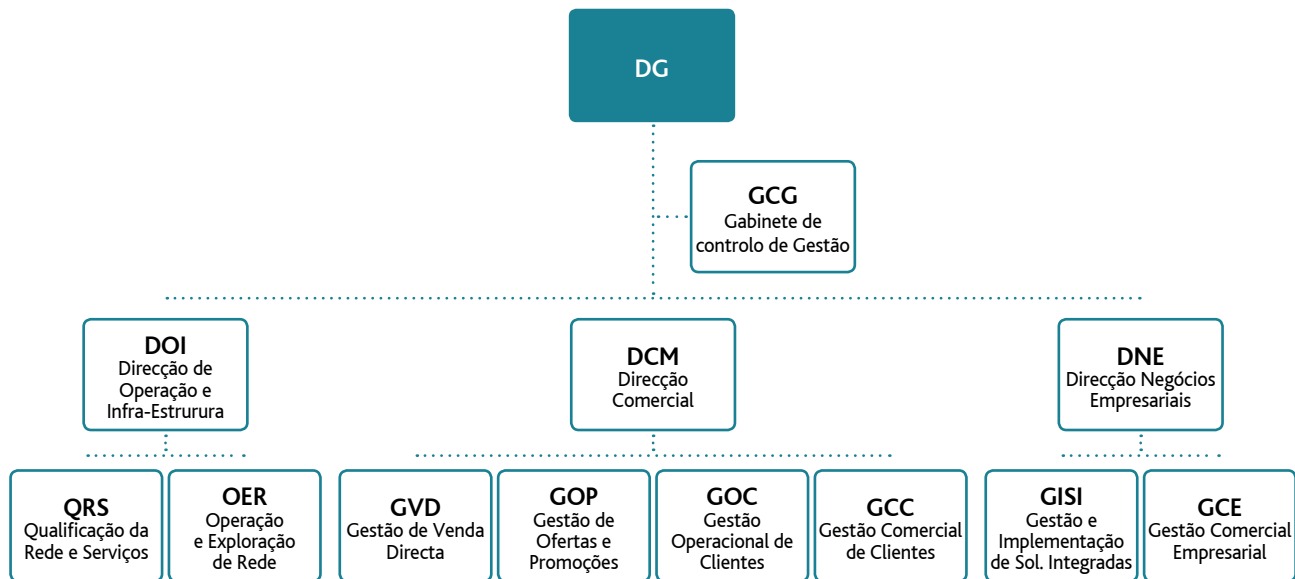 DG
GCG
Gabinete de
controlo de Gestão
DOI
Direcção de
Operação e
Infra-Estrurura
DCM
Direcção
Comercial
DNE
Direcção Negócios
Empresariais
QRS
Qualificação da
Rede e Serviços
OER
Operação
e Exploração
de Rede
GVD
Gestão de Venda
Directa
GOP
Gestão de
Ofertas e
Promoções
GOC
Gestão
Operacional de
Clientes
GCC
Gestão Comercial
de Clientes
GISI
Gestão e
Implementação
de Sol. Integradas
GCE
Gestão Comercial
Empresarial